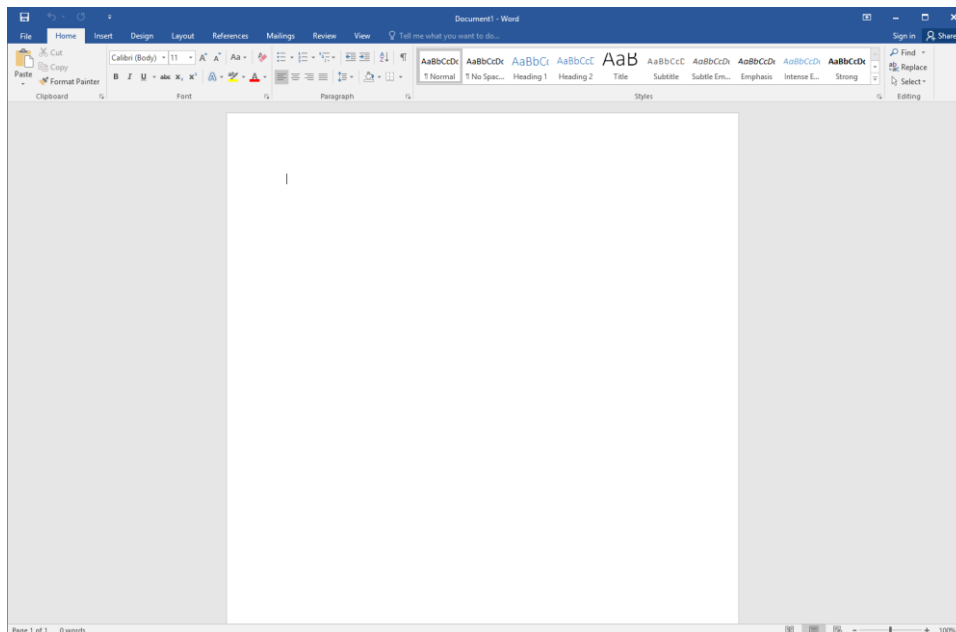 Document1 - Word
File Home Insert Design Layout References Mailings Review View Tell me what you want to do... Sign in Share
Paste
Cut
Copy
Format Painter
Clipboard
Calibri (Body) 11 A A Aa
B I U abc X₂ X² A A
Font
Paragraph
AaBbCcDc AaBbCcDc AaBbCc AaBbCcC AaB AaBbCcC AaBbCcDc AaBbCcDc AaBbCcDc AaBbCcDc
¶ Normal ¶ No Spac... Heading 1 Heading 2 Title Subtitle Subtle Em... Emphasis Intense E... Strong
Styles
Find
Replace
Select
Editing
Page 1 of 1 0 words 100%